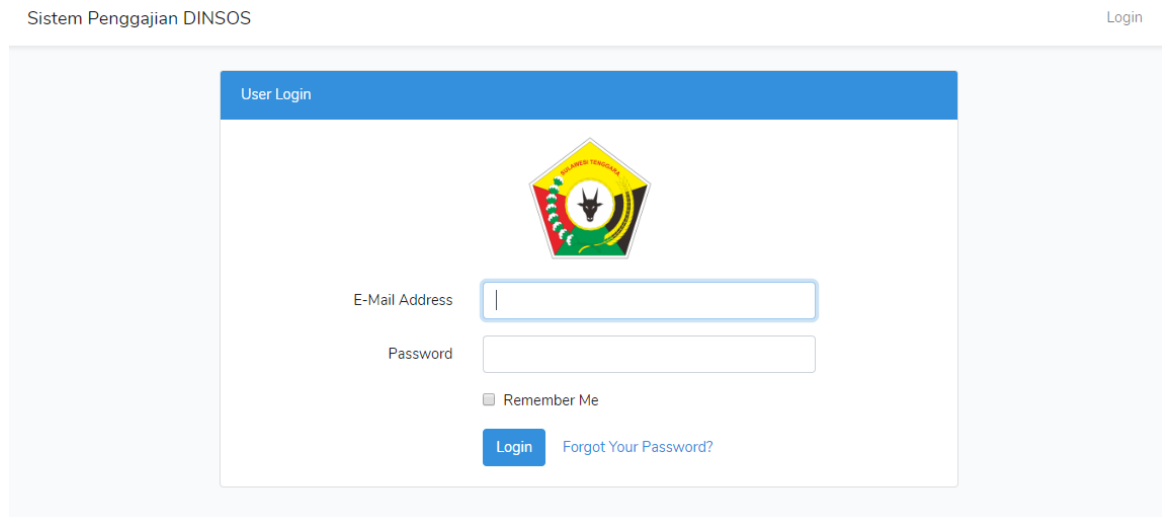 Sistem Penggajian DINSOS
Login
User Login
SULAWESI TENGGARA
E-Mail Address
Password
Remember Me
Login
Forgot Your Password?